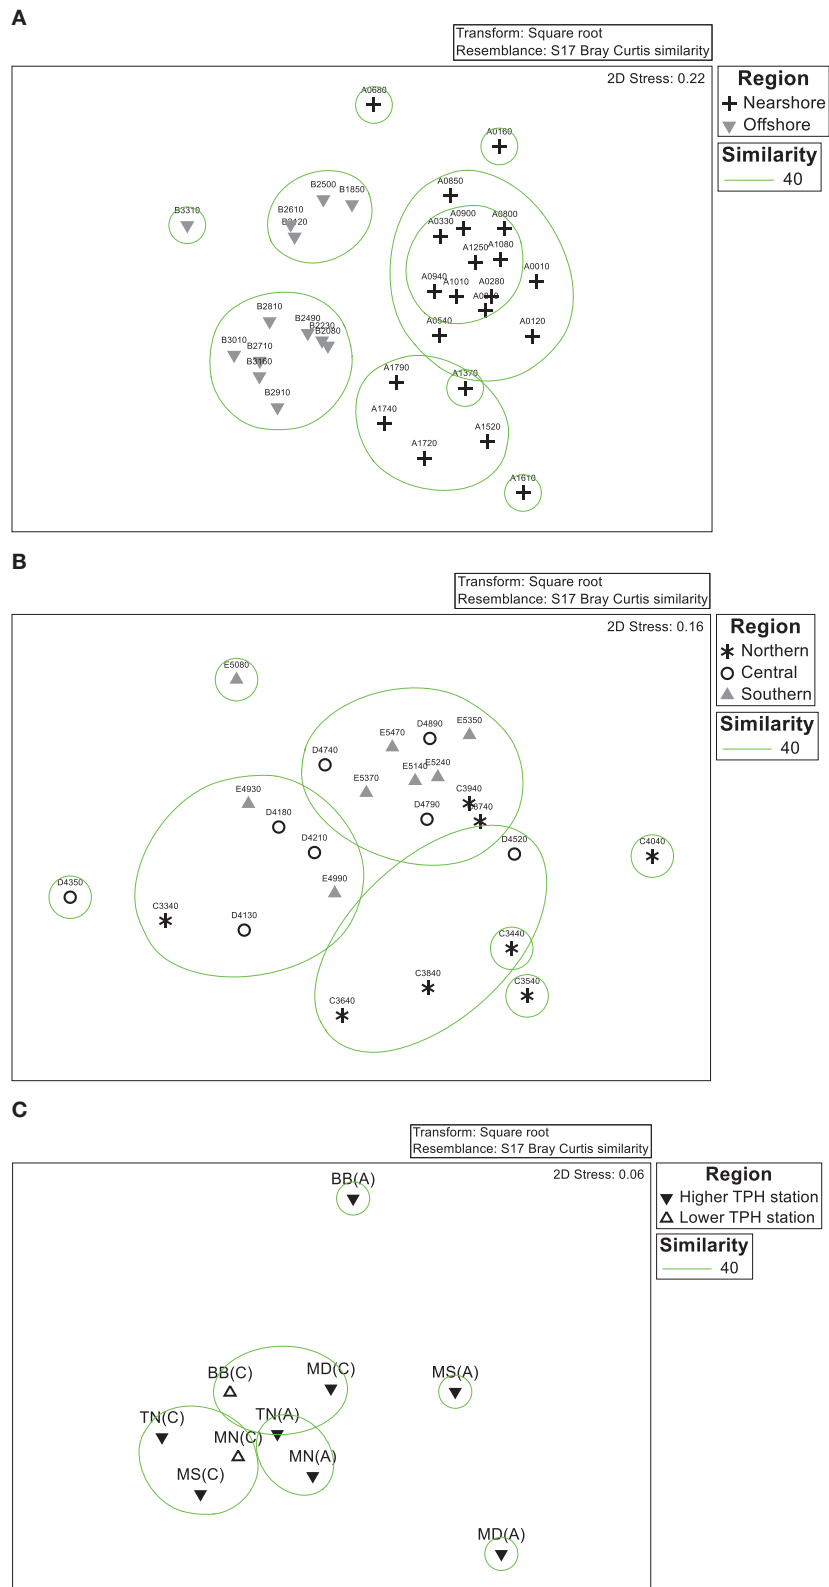 A
Transform: Square root
Resemblance: S17 Bray Curtis similarity
2D Stress: 0.22
Region
Nearshore
Offshore
Similarity
40
A0680
A0160
A0850
B2500
B1850
B3310
B2610
A0330
A0900
A0800
A1250
A1080
A0940
A1010
A0280
A0010
B2810
B2490
B2230
B2080
B3010
B2710
B3160
A0540
A0120
B2910
A1790
A1370
A1740
A1720
A1520
A1610
B
Transform: Square root
Resemblance: S17 Bray Curtis similarity
2D Stress: 0.16
Region
Northern
Central
Southern
Similarity
40
E5080
D4890
E5350
E5470
D4740
E5140
E5240
E5370
C3940
E4930
D4180
D4790
D4210
D4520
C4040
E4990
D4350
C3340
D4130
C3440
C3840
C3540
C3640
C
Transform: Square root
Resemblance: S17 Bray Curtis similarity
2D Stress: 0.06
Region
Higher TPH station
Lower TPH station
Similarity
40
BB(A)
BB(C)
MD(C)
MS(A)
TN(C)
TN(A)
MN(C)
MN(A)
MS(C)
MD(A)